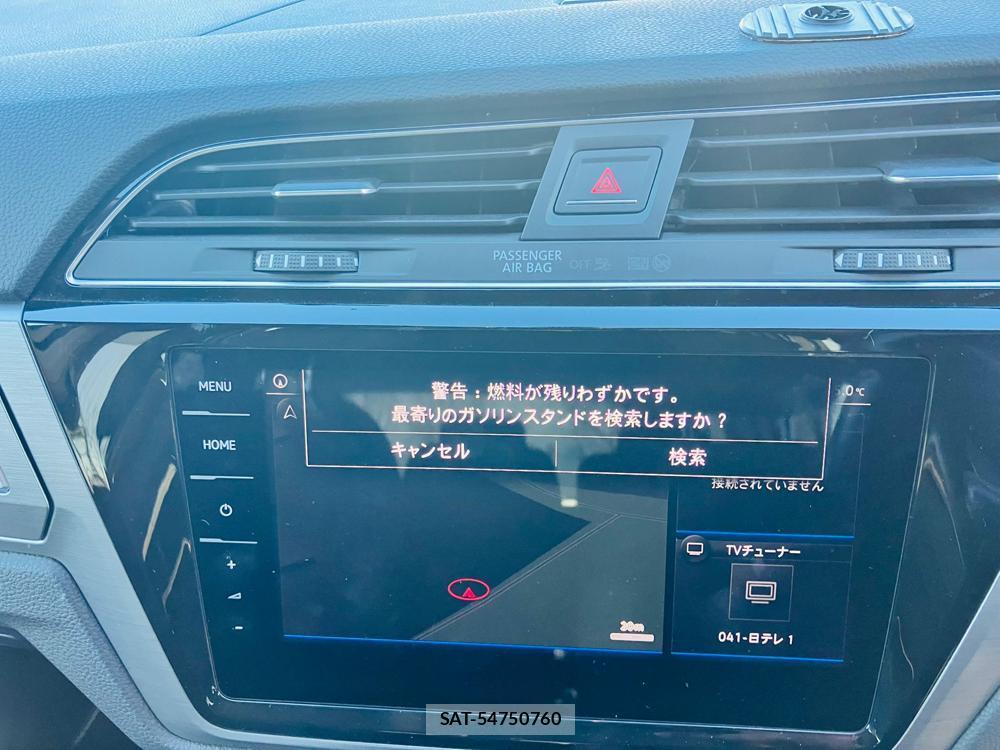 PASSENGER
AIR BAG
OFF
MENU
HOME
警告：燃料が残りわずかです。
最寄りのガソリンスタンドを検索しますか？
キャンセル
検索
.0℃
接続されていません
TVチューナー
041-日テレ1
SAT-54750760